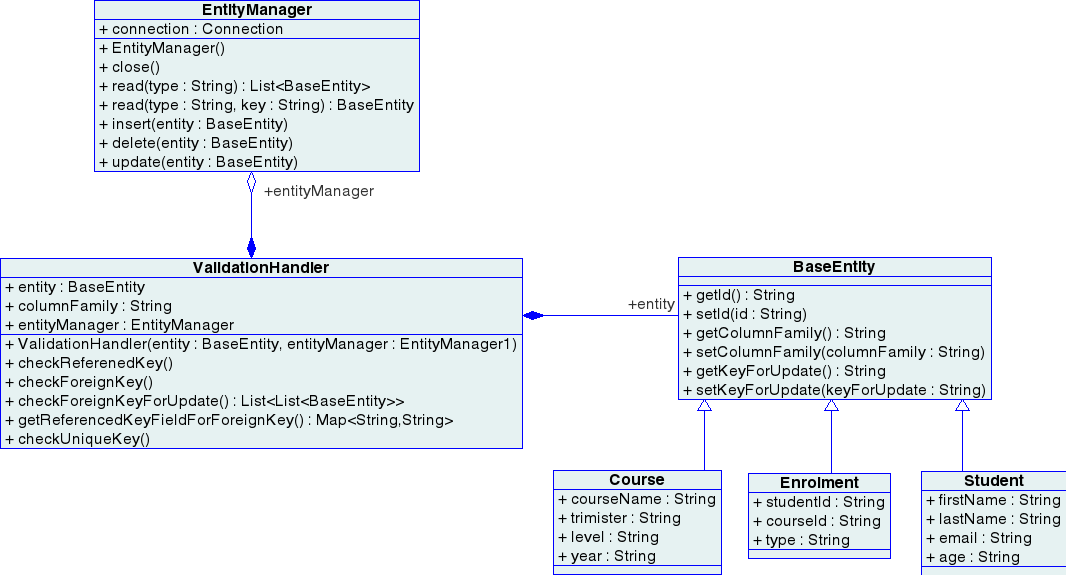 EntityManager
+ connection : Connection
+ EntityManager()
+ close()
+ read(type : String) : List<BaseEntity>
+ read(type : String, key : String) : BaseEntity
+ insert(entity : BaseEntity)
+ delete(entity : BaseEntity)
+ update(entity : BaseEntity)
+entityManager
ValidationHandler
+ entity : BaseEntity
+ columnFamily : String
+ entityManager : EntityManager
+ ValidationHandler(entity : BaseEntity, entityManager : EntityManager1)
+ checkReferenedKey()
+ checkForeignKey()
+ checkForeignKeyForUpdate() : List<List<BaseEntity>>
+ getReferencedKeyFieldForForeignKey() : Map<String,String>
+ checkUniqueKey()
+entity
BaseEntity
+ getId() : String
+ setId(id : String)
+ getColumnFamily() : String
+ setColumnFamily(columnFamily : String)
+ getKeyForUpdate() : String
+ setKeyForUpdate(keyForUpdate : String)
Course
+ courseName : String
+ trimister : String
+ level : String
+ year : String
Enrolment
+ studentId : String
+ courseId : String
+ type : String
Student
+ firstName : String
+ lastName : String
+ email : String
+ age : String